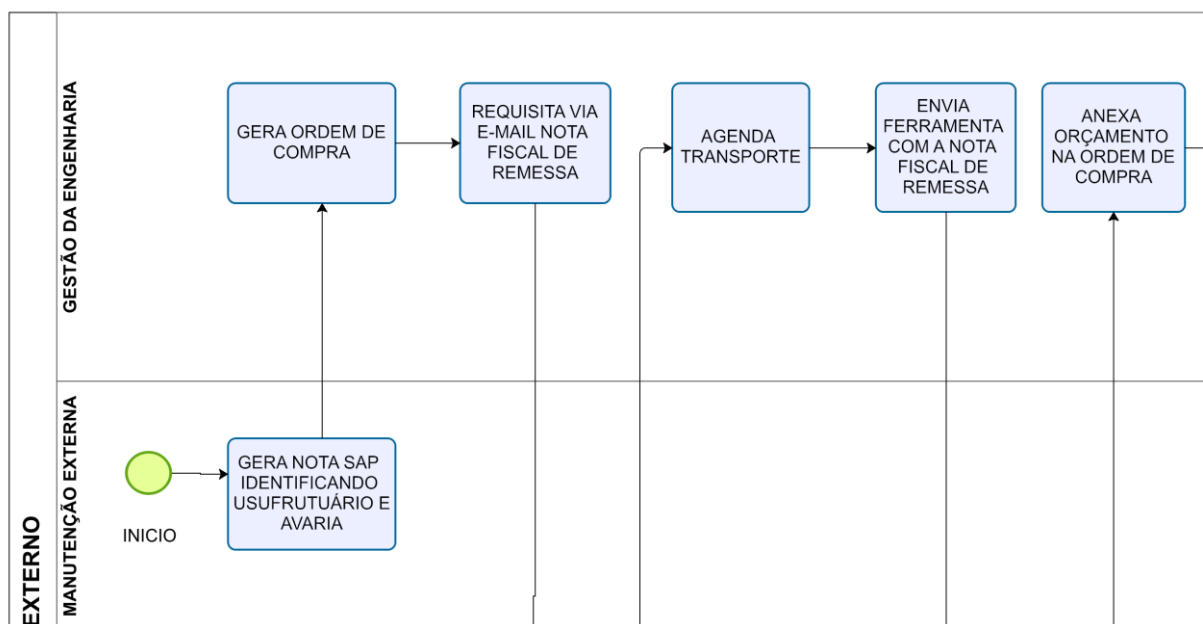 GESTÃO DA ENGENHARIA
GERA ORDEM DE
COMPRA
REQUISITA VIA
E-MAIL NOTA
FISCAL DE
REMESSA
AGENDA
TRANSPORTE
ENVIA
FERRAMENTA
COM A NOTA
FISCAL DE
REMESSA
ANEXA
ORÇAMENTO
NA ORDEM DE
COMPRA
EXTERNO
MANUTENÇÃO EXTERNA
INICIO
GERA NOTA SAP
IDENTIFICANDO
USUFRUTUÁRIO E
AVARIA